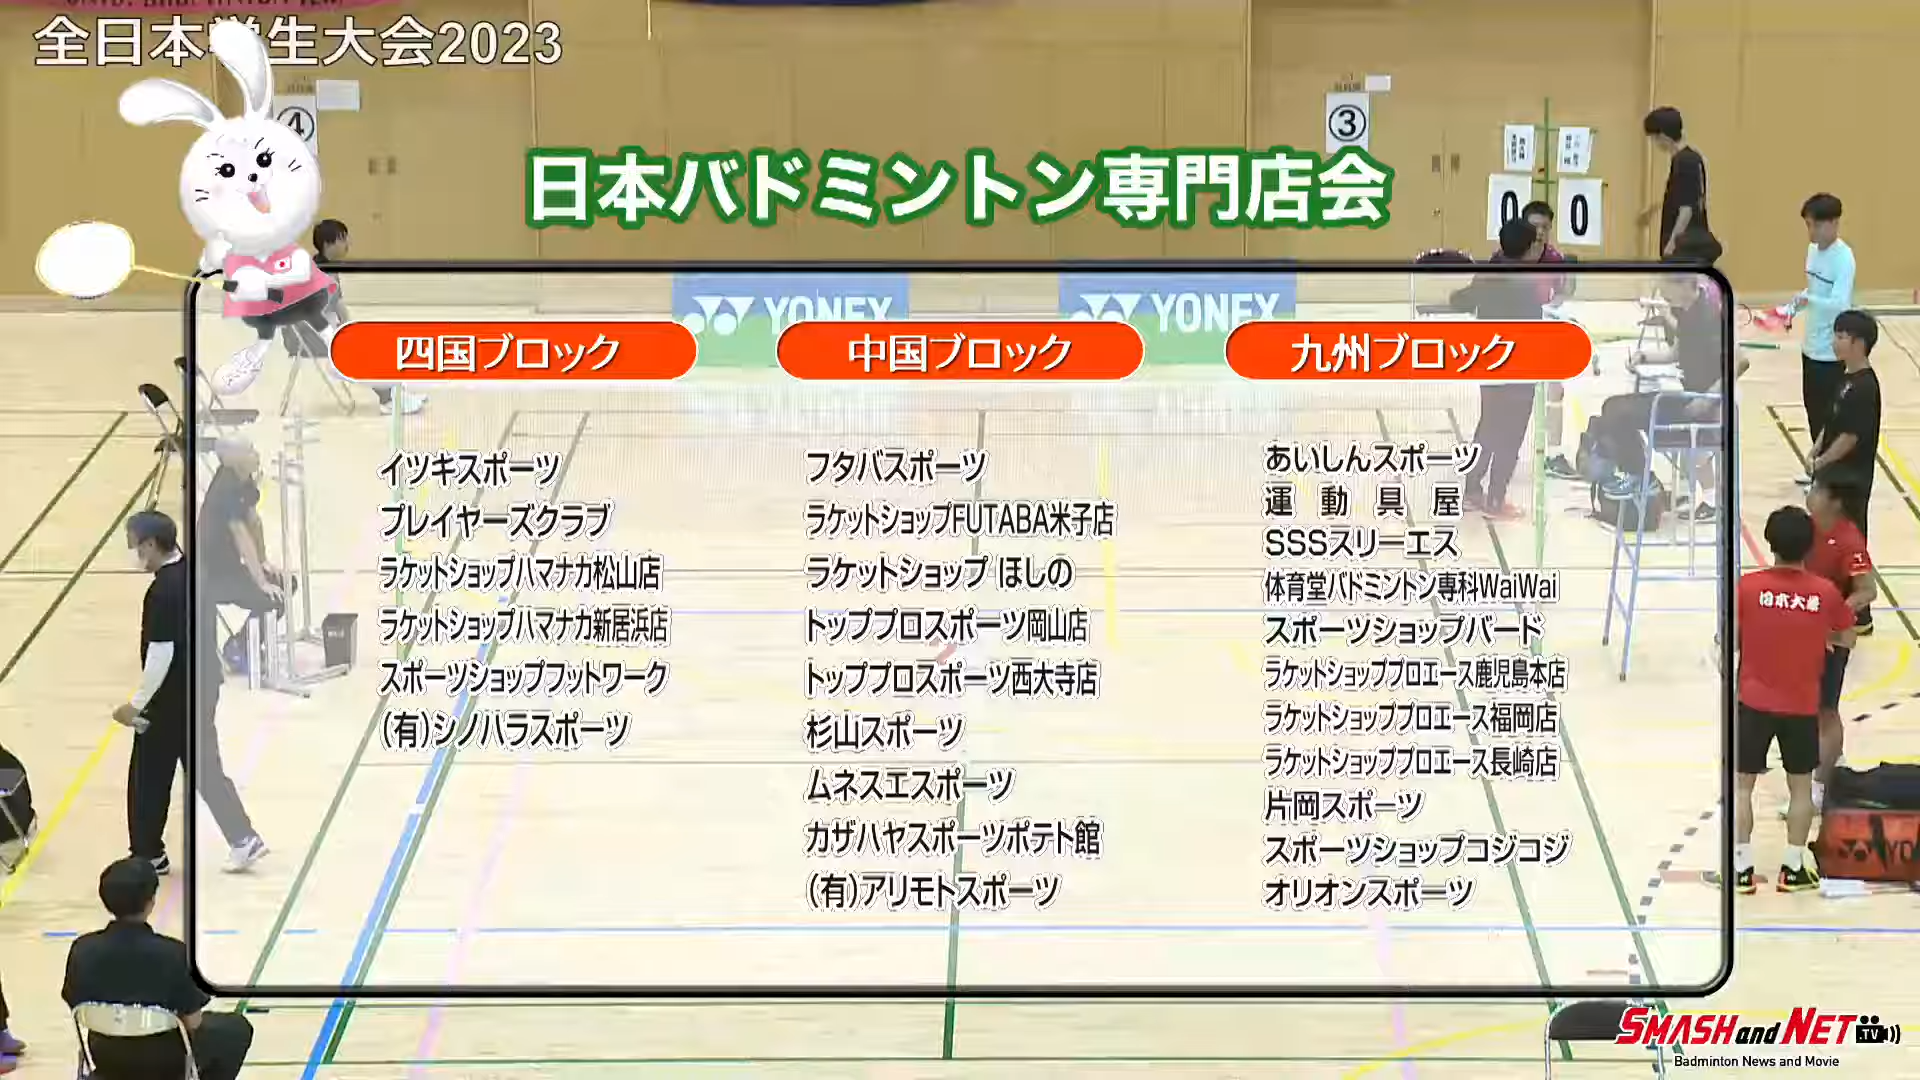 全日本学生大会2023
④
③
日本バドミントン専門店会
0
0
YONEX
YONEX
四国ブロック
イツキスポーツ
プレイヤーズクラブ
ラケットショップハマナカ松山店
ラケットショップハマナカ新居浜店
スポーツショップフットワーク
(有)シノハラスポーツ
中国ブロック
フタバスポーツ
ラケットショップFUTABA米子店
ラケットショップ ほしの
トッププロスポーツ岡山店
トッププロスポーツ西大寺店
杉山スポーツ
ムネスエスポーツ
カザハヤスポーツポテト館
(有)アリモトスポーツ
九州ブロック
あいしんスポーツ
運 動 具 屋
SSSスリーエス
体育堂バドミントン専科WaiWai
スポーツショップバード
ラケットショッププロエース鹿児島本店
ラケットショッププロエース福岡店
ラケットショッププロエース長崎店
片岡スポーツ
スポーツショップコジコジ
オリオンスポーツ
SMASH and NET .TV
Badminton News and Movie